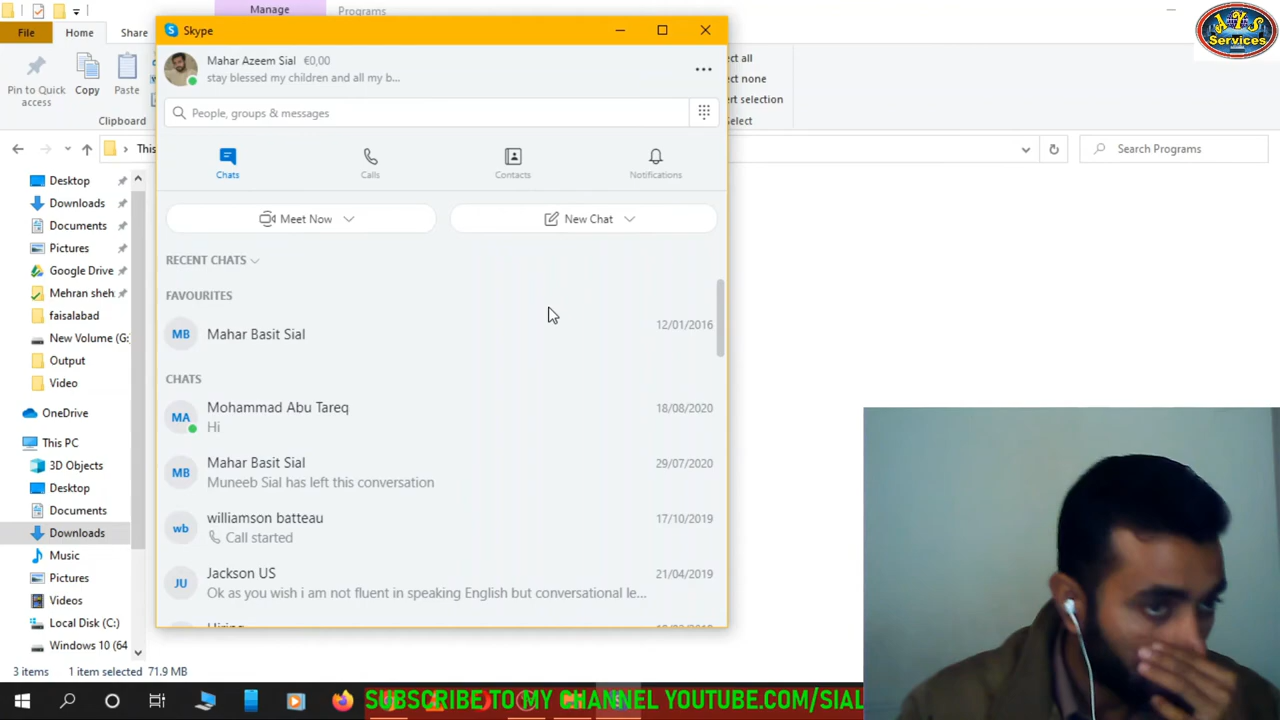 Manage
Programs
File
Home
Share
Pin to Quick
access
Copy
Paste
Clipboard
Select
Search Programs
Skype
Mahar Azeem Sial
€0,00
stay blessed my children and all my b...
People, groups & messages
Chats
Calls
Contacts
Notifications
Meet Now
New Chat
RECENT CHATS
FAVOURITES
MB
Mahar Basit Sial
12/01/2016
CHATS
MA
Mohammad Abu Tareq
18/08/2020
Hi
MB
Mahar Basit Sial
29/07/2020
Muneeb Sial has left this conversation
wb
williamson batteau
17/10/2019
Call started
JU
Jackson US
21/04/2019
Ok as you wish i am not fluent in speaking English but conversational le...
Desktop
Downloads
Documents
Pictures
Google Drive
Mehran sheh
faisalabad
New Volume (G:
Output
Video
OneDrive
This PC
3D Objects
Desktop
Documents
Downloads
Music
Pictures
Videos
Local Disk (C:)
Windows 10 (64
3 items
1 item selected
71.9 MB
SUBSCRIBE TO MY CHANNEL YOUTUBE.COM/SIAL
AYS
Services